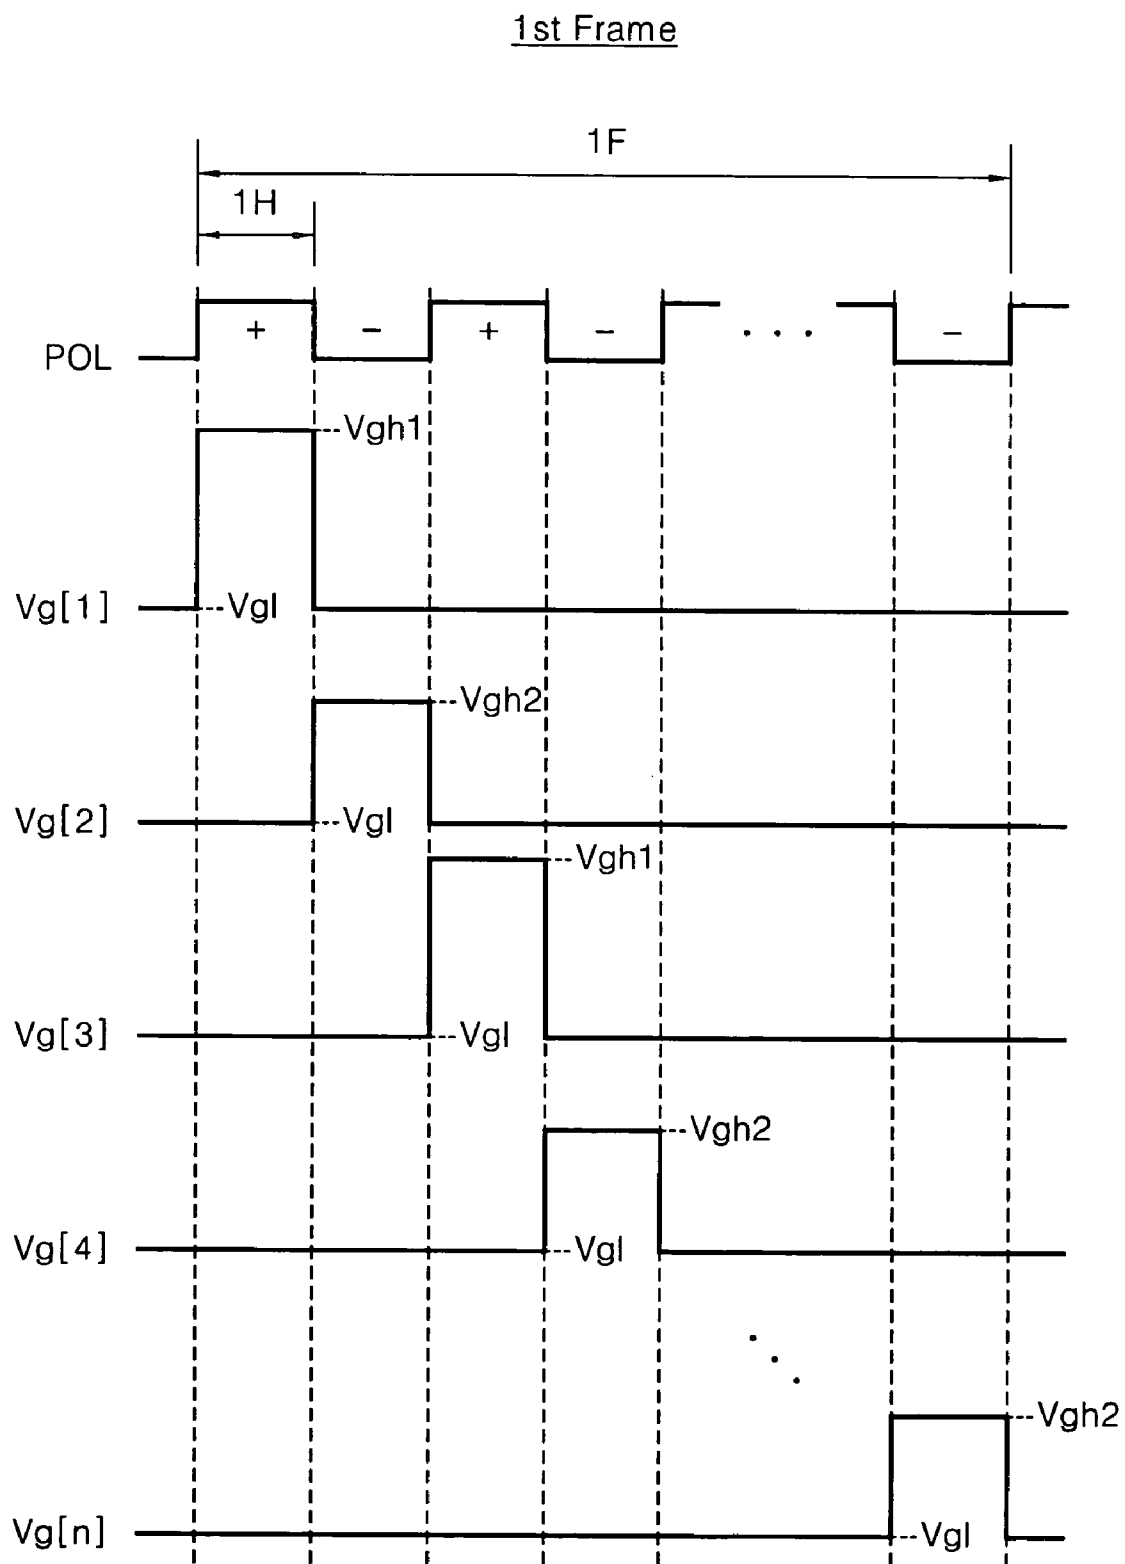 1st Frame
1F
1H
POL + − + − . . . −
Vgh1
Vg[1] Vgl
Vgh2
Vg[2] Vgl
Vgh1
Vg[3] Vgl
Vgh2
Vg[4] Vgl
Vgh2
Vg[n] Vgl